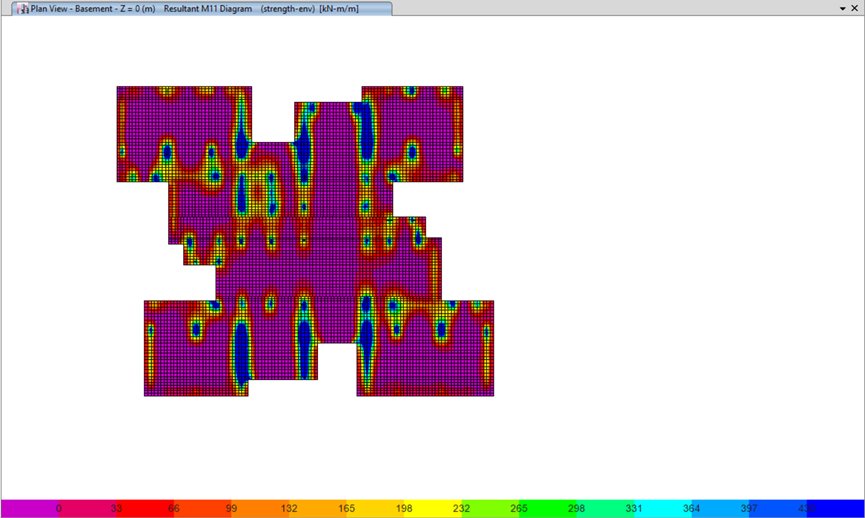 Plan View - Basement - Z = 0 (m) Resultant M11 Diagram (strength-env) [kN-m/m]
0 33 66 99 132 165 198 232 265 298 331 364 397